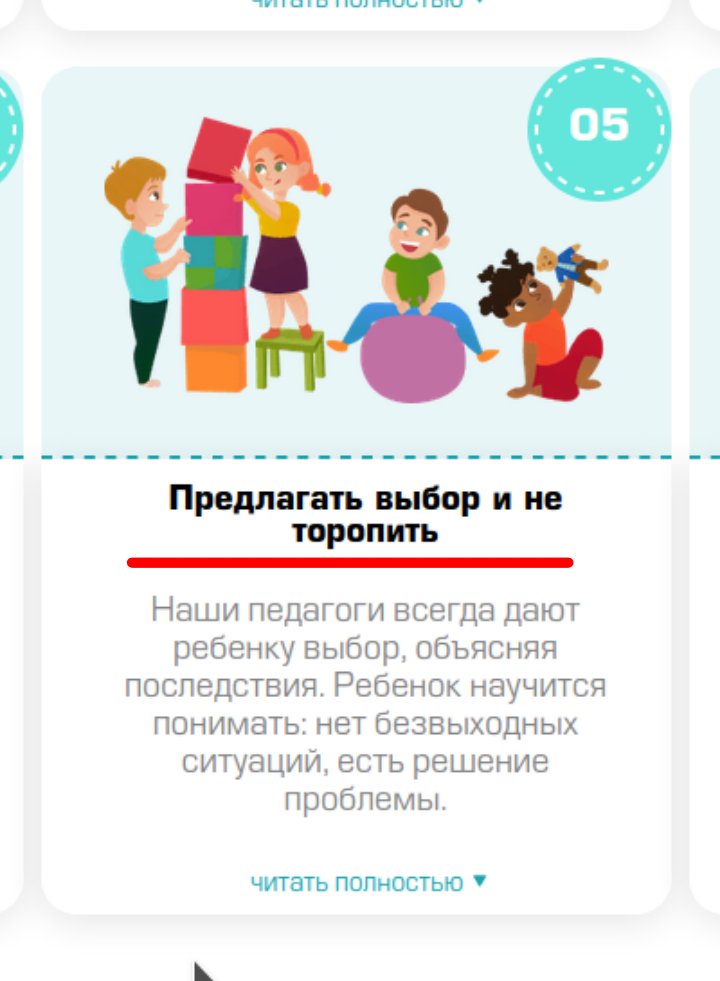 читать полностью ▼
05
Предлагать выбор и не
торопить
Наши педагоги всегда дают
ребенку выбор, объясняя
последствия. Ребенок научится
понимать: нет безвыходных
ситуаций, есть решение
проблемы.
читать полностью ▼